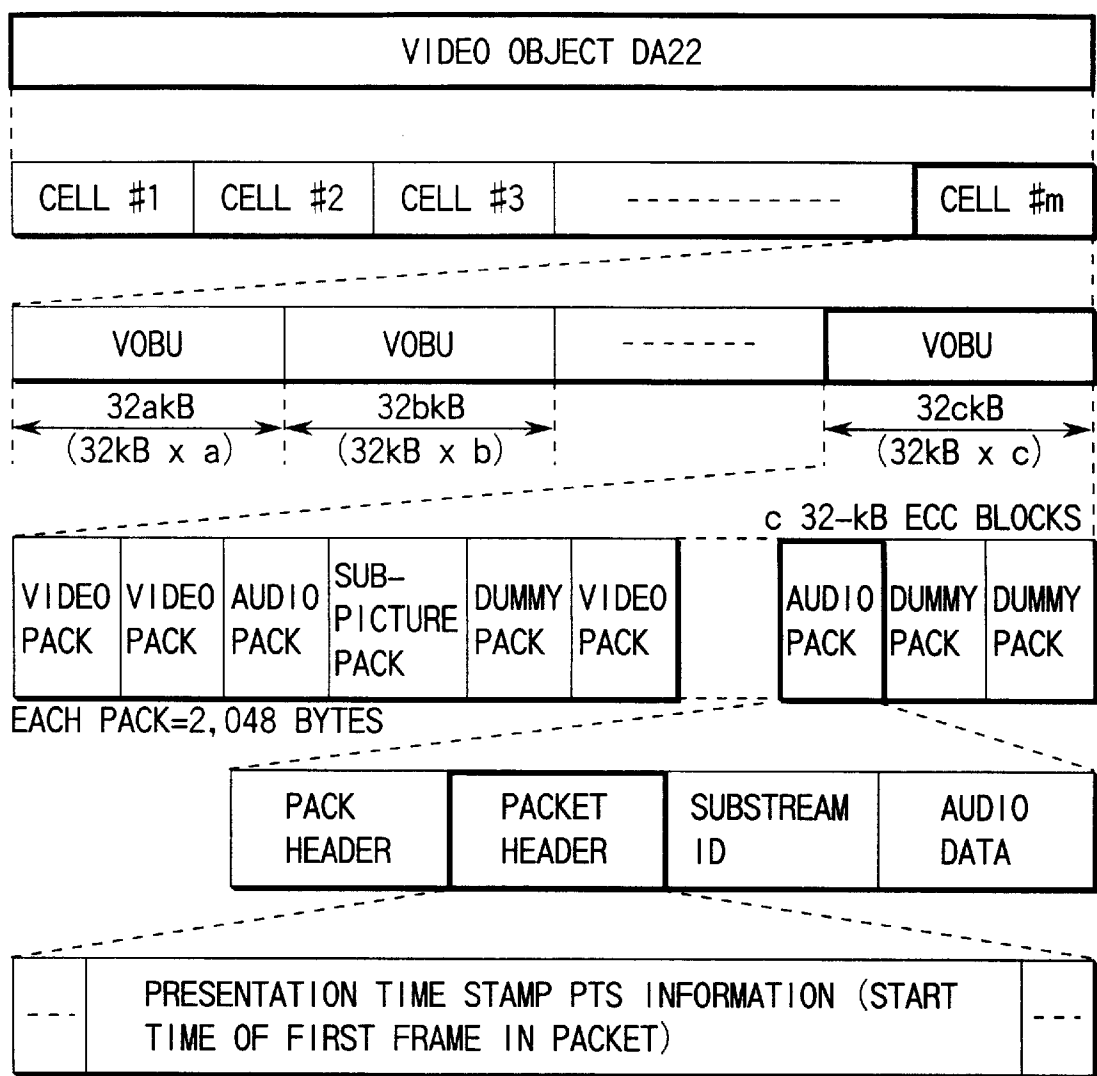 VIDEO OBJECT DA22
CELL #1 CELL #2 CELL #3 CELL #m
VOBU VOBU VOBU
32akB 32bkB 32ckB
(32kB x a) (32kB x b) (32kB x c)
c 32-kB ECC BLOCKS
VIDEO
PACK
VIDEO
PACK
AUDIO
PACK
SUB-
PICTURE
PACK
DUMMY
PACK
VIDEO
PACK
AUDIO
PACK
DUMMY
PACK
DUMMY
PACK
EACH PACK=2,048 BYTES
PACK
HEADER
PACKET
HEADER
SUBSTREAM
ID
AUDIO
DATA
PRESENTATION TIME STAMP PTS INFORMATION (START
TIME OF FIRST FRAME IN PACKET)